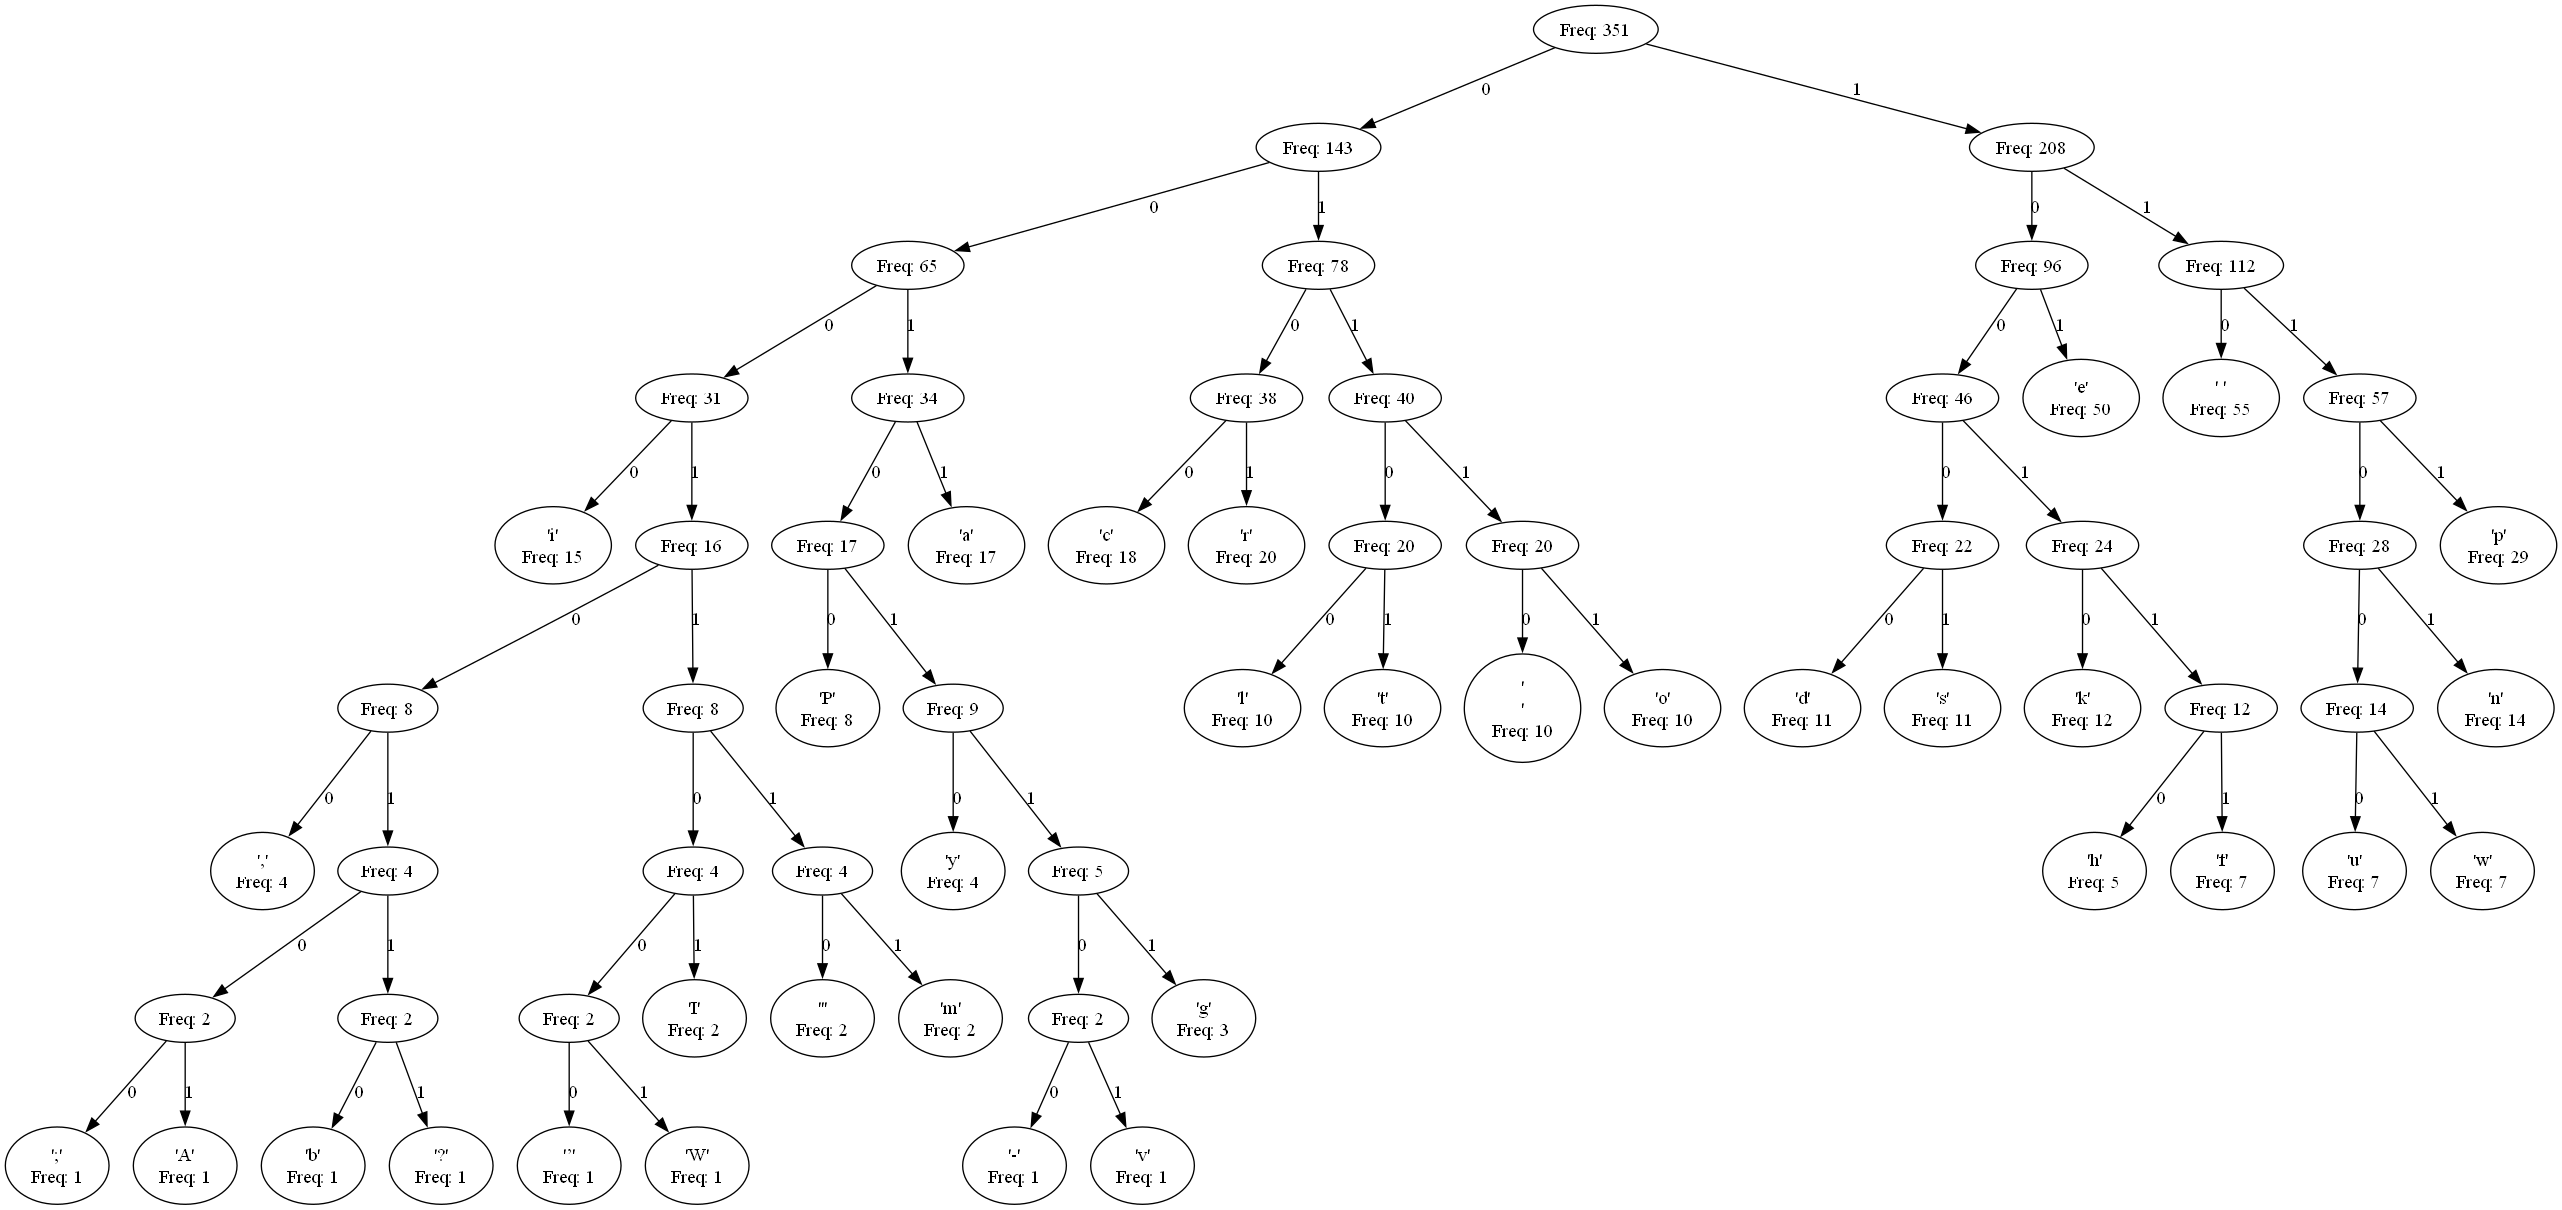 Freq: 351
0
1
Freq: 143
Freq: 208
0
1
0
1
Freq: 65
Freq: 78
Freq: 96
Freq: 112
0
1
0
1
0
1
0
1
Freq: 31
Freq: 34
Freq: 38
Freq: 40
Freq: 46
'e'
Freq: 50
' '
Freq: 55
Freq: 57
0
1
0
1
0
1
0
1
0
1
0
1
'i'
Freq: 15
Freq: 16
Freq: 17
'a'
Freq: 17
'c'
Freq: 18
'r'
Freq: 20
Freq: 20
Freq: 20
Freq: 22
Freq: 24
Freq: 28
'p'
Freq: 29
0
1
0
1
0
1
0
1
0
1
0
1
0
1
Freq: 8
Freq: 8
'P'
Freq: 8
Freq: 9
'l'
Freq: 10
't'
Freq: 10
'
'
Freq: 10
'o'
Freq: 10
'd'
Freq: 11
's'
Freq: 11
'k'
Freq: 12
Freq: 12
Freq: 14
'n'
Freq: 14
0
1
0
1
0
1
0
1
0
1
','
Freq: 4
Freq: 4
Freq: 4
Freq: 4
'y'
Freq: 4
Freq: 5
'h'
Freq: 5
'f'
Freq: 7
'u'
Freq: 7
'w'
Freq: 7
0
1
0
1
0
1
0
1
Freq: 2
Freq: 2
Freq: 2
'I'
Freq: 2
'''
Freq: 2
'm'
Freq: 2
Freq: 2
'g'
Freq: 3
0
1
0
1
0
1
0
1
';'
Freq: 1
'A'
Freq: 1
'b'
Freq: 1
'?'
Freq: 1
Freq: 1
'W'
Freq: 1
'-'
Freq: 1
'v'
Freq: 1